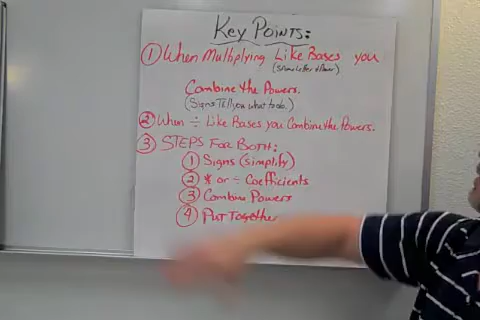 Key Points:
① When Multiplying Like Bases you
(Same Letter & Power)
Combine the Powers.
(Signs Tell you what to do.)
② When ÷ Like Bases you Combine the Powers.
③ STEPS FOR BOTH:
① Signs (simplify)
② * or ÷ Coefficients
③ Combine Powers
④ Put Together